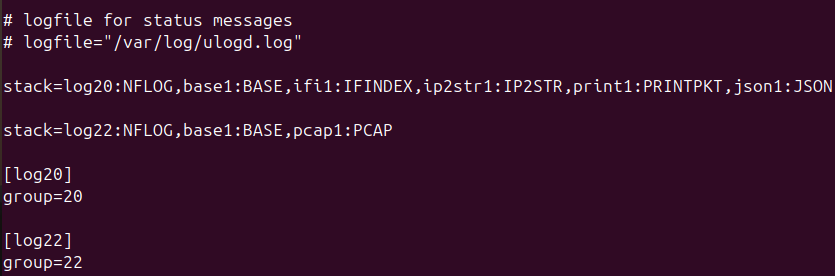 # logfile for status messages
# logfile="/var/log/ulogd.log"
stack=log20:NFLOG,base1:BASE,ifi1:IFINDEX,ip2str1:IP2STR,print1:PRINTPKT,json1:JSON
stack=log22:NFLOG,base1:BASE,pcap1:PCAP
[log20]
group=20
[log22]
group=22